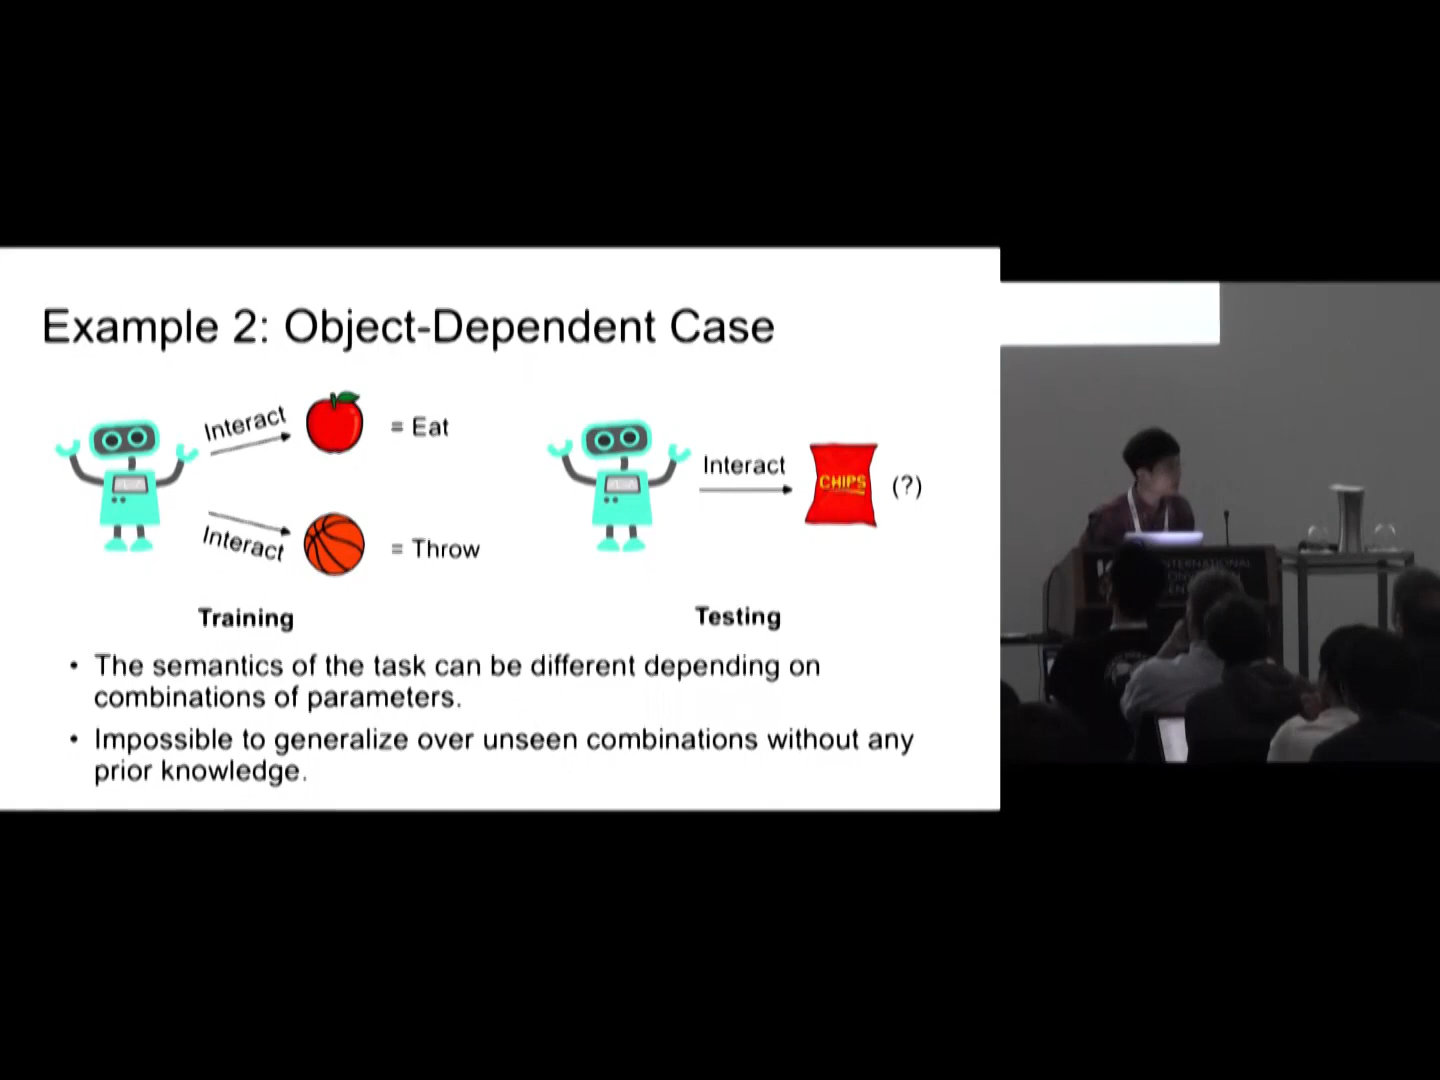 Example 2: Object-Dependent Case
Interact
= Eat
Interact
= Throw
Interact
CHIPS
(?)
Training
Testing
• The semantics of the task can be different depending on
combinations of parameters.
• Impossible to generalize over unseen combinations without any
prior knowledge.
INTERNATIONAL